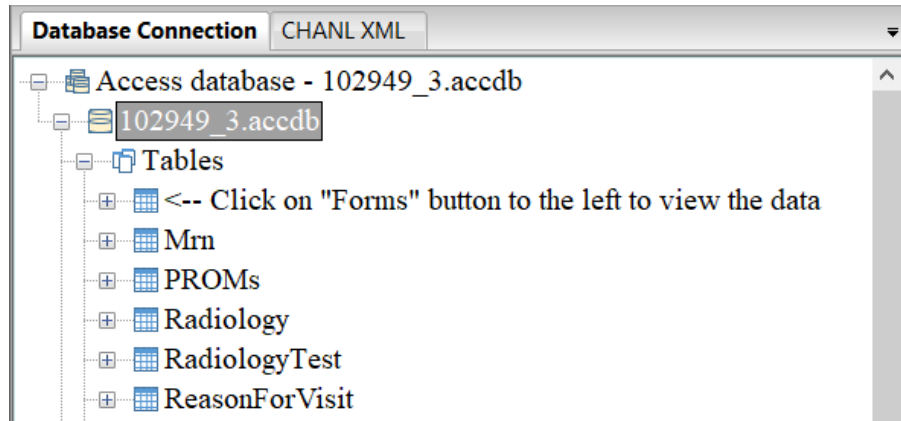 Database Connection CHANL XML
Access database - 102949_3.accdb
102949_3.accdb
Tables
<-- Click on "Forms" button to the left to view the data
Mrn
PROMs
Radiology
RadiologyTest
ReasonForVisit